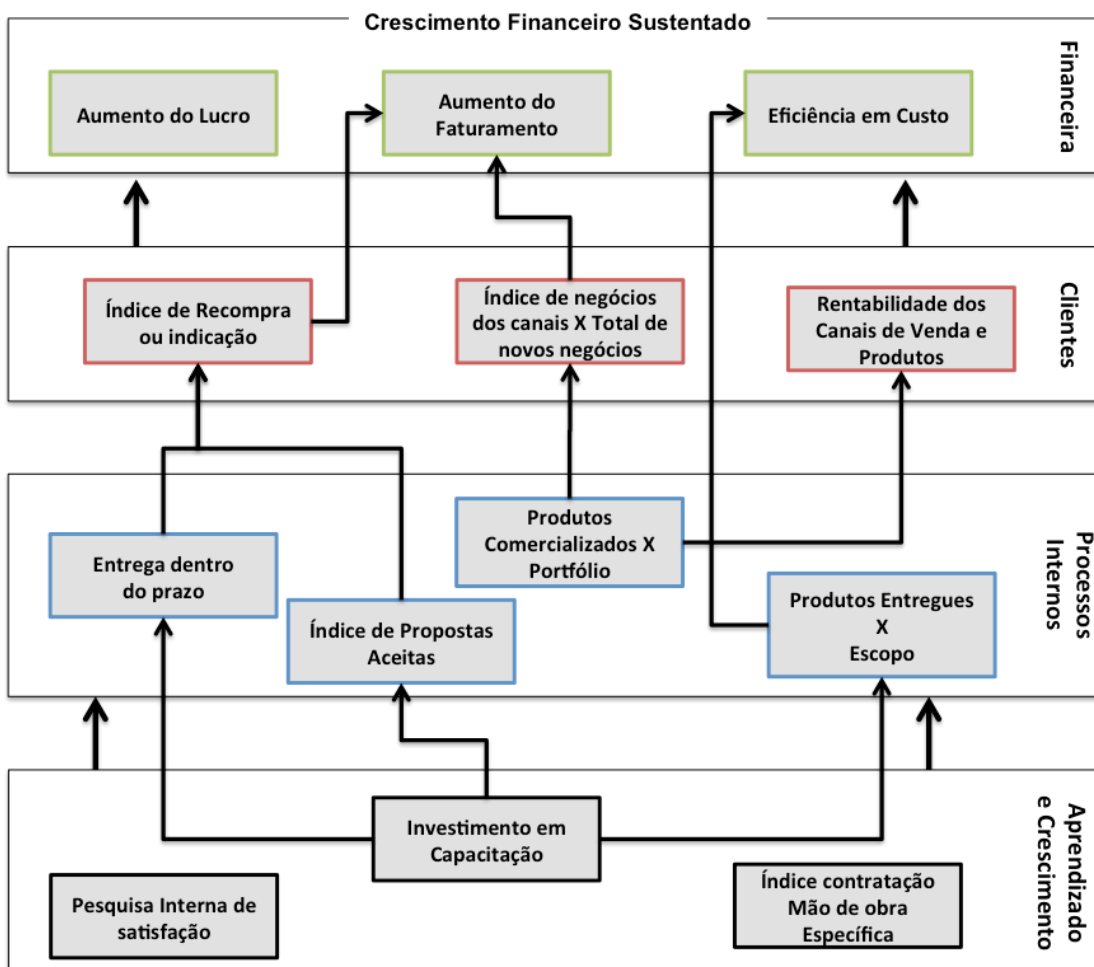 Crescimento Financeiro Sustentado
Aumento do Lucro
Aumento do
Faturamento
Eficiência em Custo
Financeira
Índice de Recompra
ou indicação
Índice de negócios
dos canais X Total de
novos negócios
Rentabilidade dos
Canais de Venda e
Produtos
Clientes
Entrega dentro
do prazo
Índice de Propostas
Aceitas
Produtos
Comercializados X
Portfólio
Produtos Entregues
X
Escopo
Processos
Internos
Investimento em
Capacitação
Pesquisa Interna de
satisfação
Índice contratação
Mão de obra
Específica
Aprendizado
e Crescimento